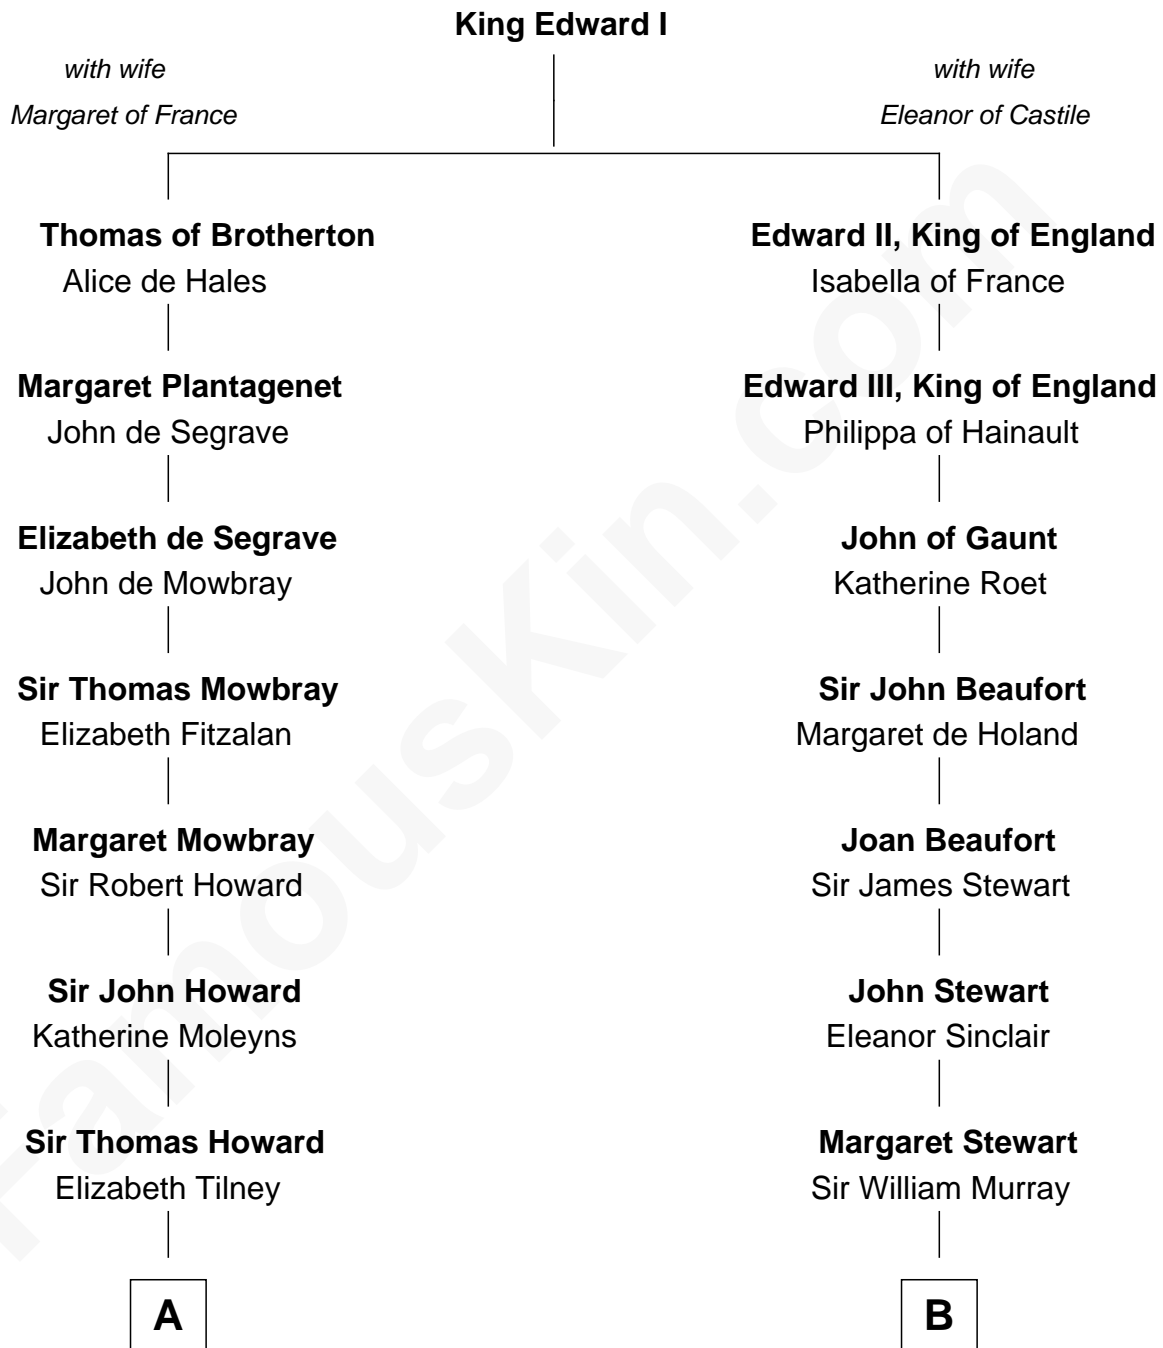 King Edward I
with wife
Margaret of France
with wife
Eleanor of Castile
Thomas of Brotherton
Alice de Hales
Edward II, King of England
Isabella of France
Margaret Plantagenet
John de Segrave
Edward III, King of England
Philippa of Hainault
Elizabeth de Segrave
John de Mowbray
John of Gaunt
Katherine Roet
Sir Thomas Mowbray
Elizabeth Fitzalan
Sir John Beaufort
Margaret de Holand
Margaret Mowbray
Sir Robert Howard
Joan Beaufort
Sir James Stewart
Sir John Howard
Katherine Moleyns
John Stewart
Eleanor Sinclair
Sir Thomas Howard
Elizabeth Tilney
Margaret Stewart
Sir William Murray
A
B
FamousKin.com